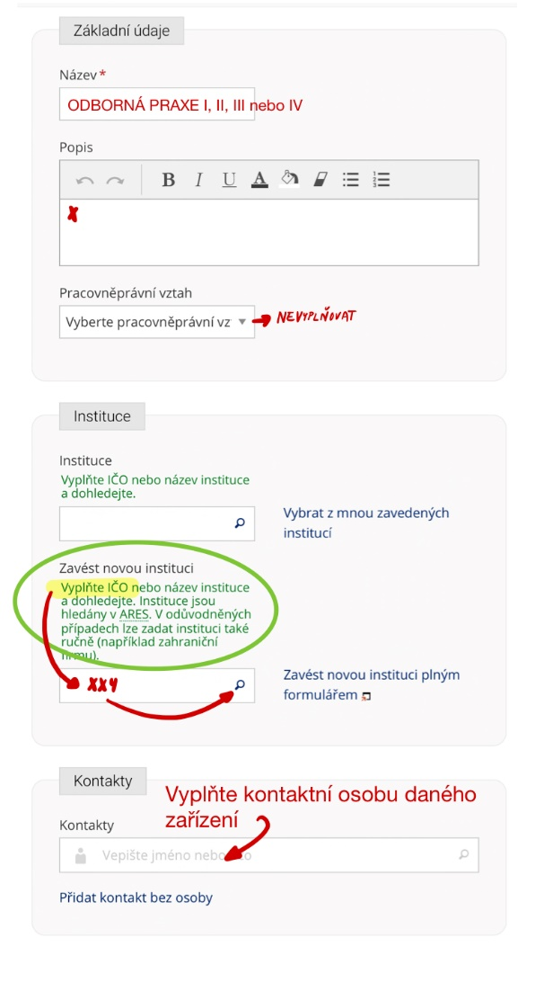 Základní údaje
Název *
ODBORNÁ PRAXE I, II, III nebo IV
Popis
B I U A
X
Pracovněprávní vztah
Vyberte pracovněprávní vz
NEVYPLŇOVAT
Instituce
Instituce
Vyplňte IČO nebo název instituce
a dohledejte.
Vybrat z mnou zavedených
institucí
Zavést novou instituci
Vyplňte IČO nebo název instituce
a dohledejte. Instituce jsou
hledány v ARES. V odůvodněných
případech lze zadat instituci také
ručně (například zahraniční
firmu).
XXY
Zavést novou instituci plným
formulářem
Kontakty
Vyplňte kontaktní osobu daného
zařízení
Kontakty
Vepište jméno nebo
Přidat kontakt bez osoby